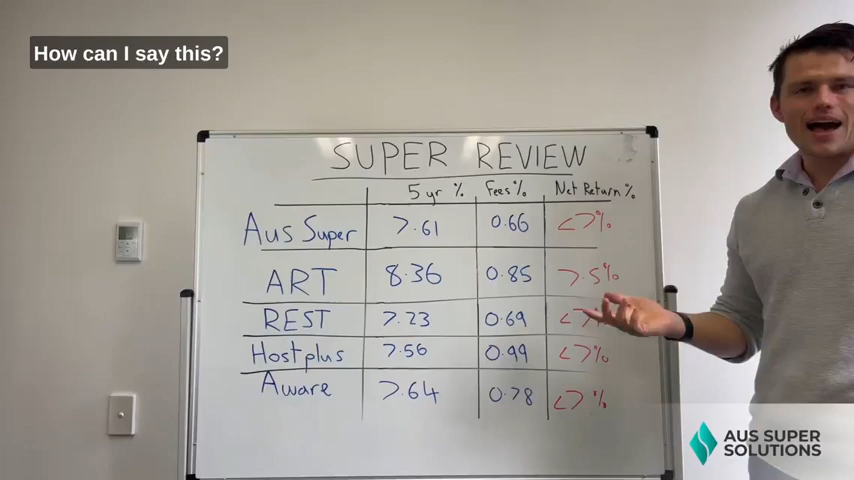 How can I say this?
SUPER REVIEW
5 yr % Fees% Net Return %
Aus Super 7.61 0.66 <7%
ART 8.36 0.85 7.5%
REST 7.23 0.69 <7
Hostplus 7.56 0.99 <7%
Aware 7.64 0.78 <7%
AUS SUPER
SOLUTIONS